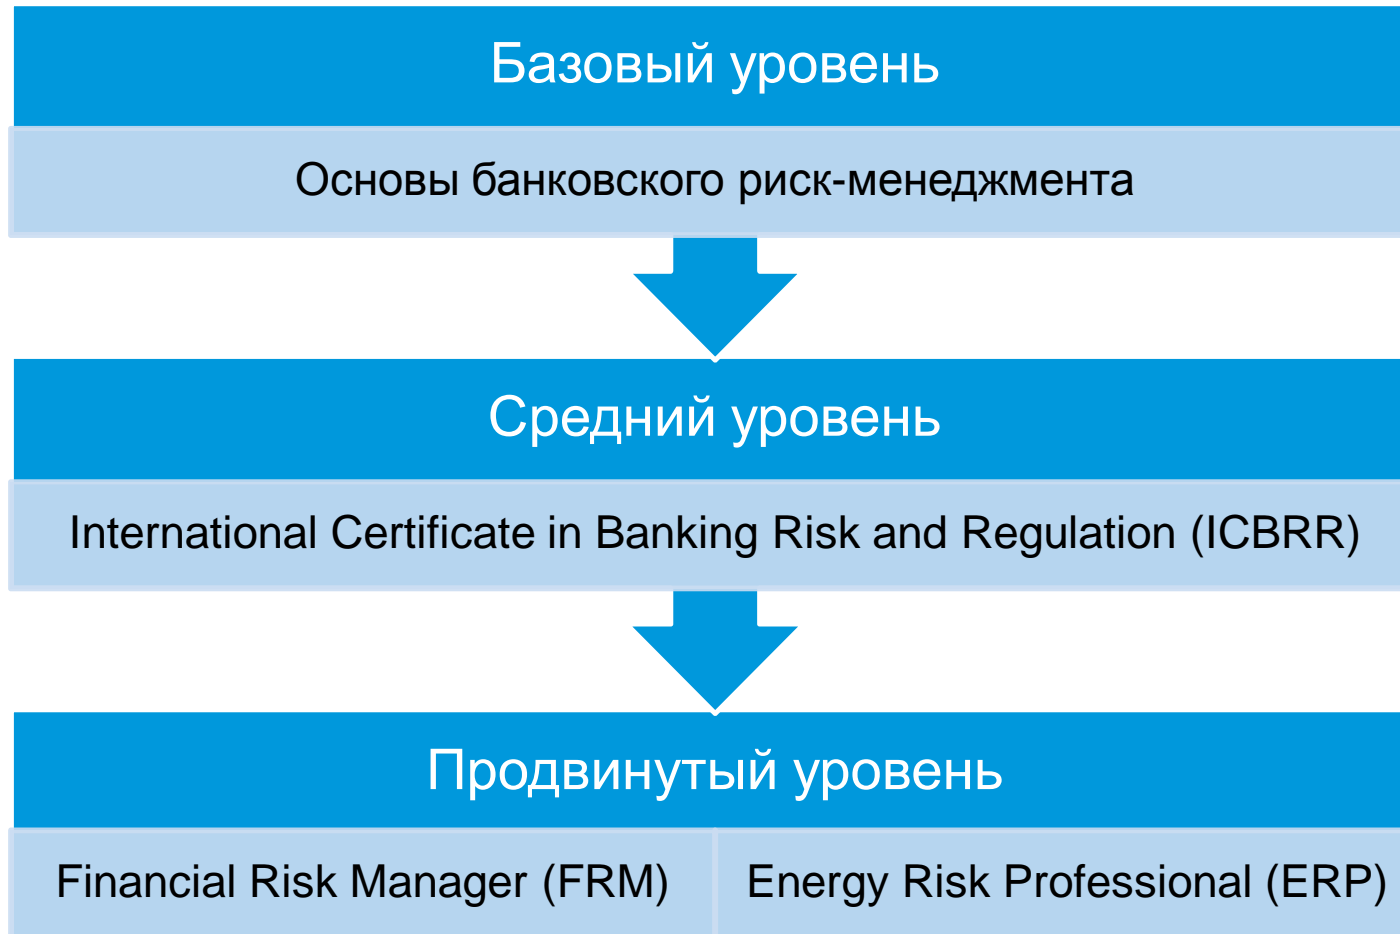 Базовый уровень
Основы банковского риск-менеджмента
Средний уровень
International Certificate in Banking Risk and Regulation (ICBRR)
Продвинутый уровень
Financial Risk Manager (FRM)
Energy Risk Professional (ERP)